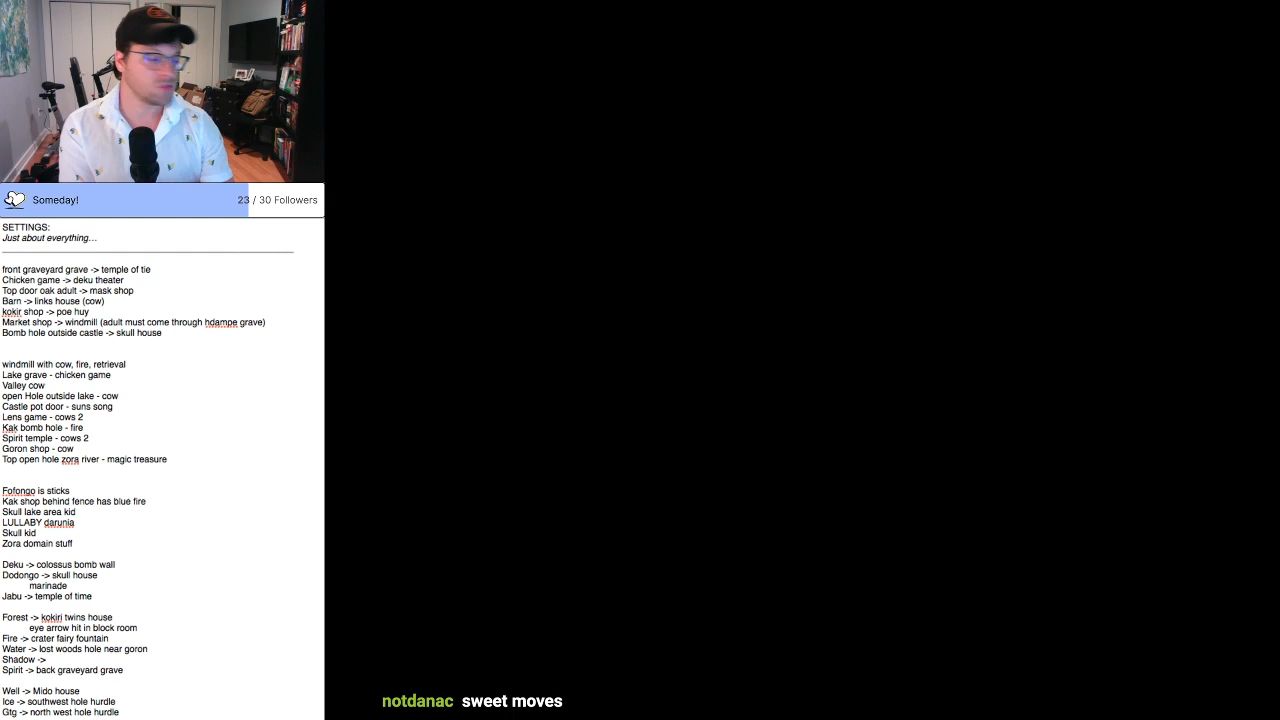 Someday!
23 / 30 Followers
SETTINGS:
Just about everything...
front graveyard grave -> temple of tie
Chicken game -> deku theater
Top door oak adult -> mask shop
Barn -> links house (cow)
kokir shop -> poe huy
Market shop -> windmill (adult must come through hdampe grave)
Bomb hole outside castle -> skull house
windmill with cow, fire, retrieval
Lake grave - chicken game
Valley cow
open Hole outside lake - cow
Castle pot door - suns song
Lens game - cows 2
Kak bomb hole - fire
Spirit temple - cows 2
Goron shop - cow
Top open hole zora river - magic treasure
Fofongo is sticks
Kak shop behind fence has blue fire
Skull lake area kid
LULLABY darunia
Skull kid
Zora domain stuff
Deku -> colossus bomb wall
Dodongo -> skull house
marinade
Jabu -> temple of time
Forest -> kokiri twins house
eye arrow hit in block room
Fire -> crater fairy fountain
Water -> lost woods hole near goron
Shadow ->
Spirit -> back graveyard grave
Well -> Mido house
Ice -> southwest hole hurdle
Gtg -> north west hole hurdle
notdanac sweet moves